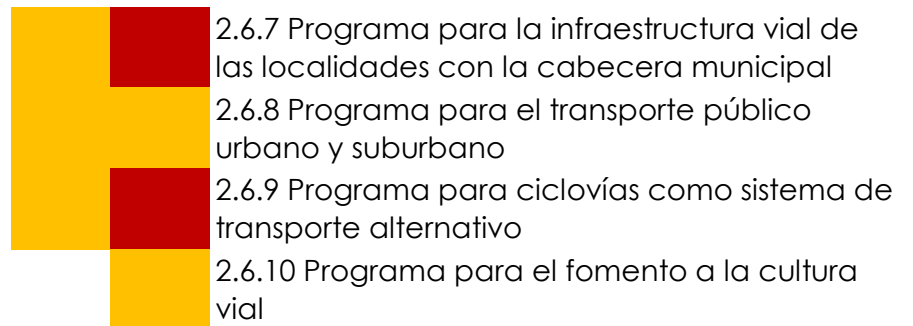 2.6.7 Programa para la infraestructura vial de
las localidades con la cabecera municipal
2.6.8 Programa para el transporte público
urbano y suburbano
2.6.9 Programa para ciclovías como sistema de
transporte alternativo
2.6.10 Programa para el fomento a la cultura
vial